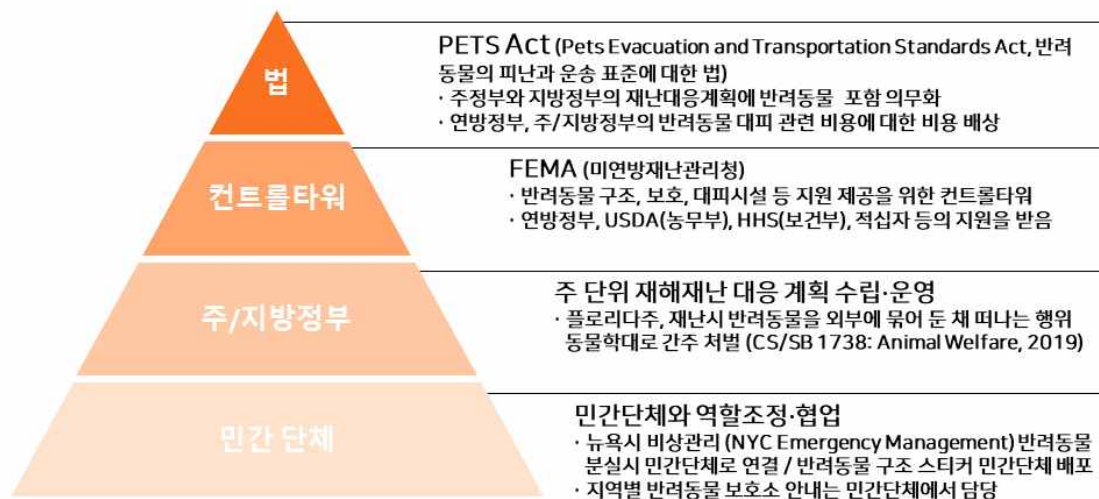 법
PETS Act (Pets Evacuation and Transportation Standards Act, 반려
동물의 피난과 운송 표준에 대한 법)
· 주정부와 지방정부의 재난대응계획에 반려동물 포함 의무화
· 연방정부, 주/지방정부의 반려동물 대피 관련 비용에 대한 비용 배상
컨트롤타워
FEMA (미연방재난관리청)
· 반려동물 구조, 보호, 대피시설 등 지원 제공을 위한 컨트롤타워
· 연방정부, USDA(농무부), HHS(보건부), 적십자 등의 지원을 받음
주/지방정부
주 단위 재해재난 대응 계획 수립·운영
· 플로리다주, 재난시 반려동물을 외부에 묶어 둔 채 떠나는 행위
동물학대로 간주 처벌 (CS/SB 1738: Animal Welfare, 2019)
민간 단체
민간단체와 역할조정·협업
· 뉴욕시 비상관리 (NYC Emergency Management) 반려동물
분실시 민간단체로 연결 / 반려동물 구조 스티커 민간단체 배포
· 지역별 반려동물 보호소 안내는 민간단체에서 담당